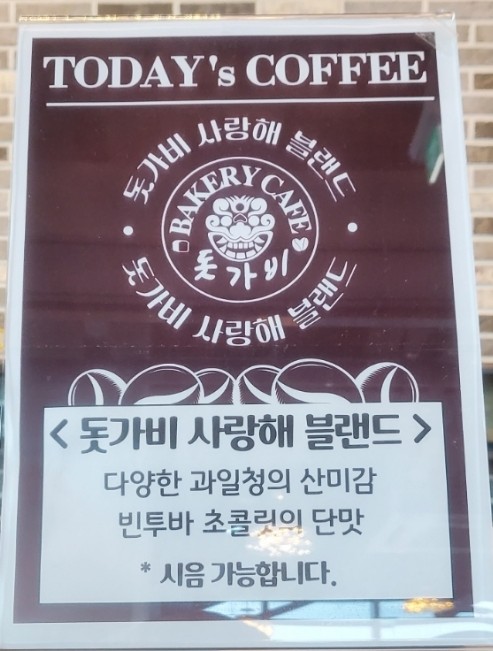 TODAY's COFFEE
돗가비 사랑해 블랜드
BAKERY CAFE
돗가비
돗가비 사랑해 블랜드
< 돗가비 사랑해 블랜드 >
다양한 과일청의 산미감
빈투바 초콜릿의 단맛
* 시음 가능합니다.